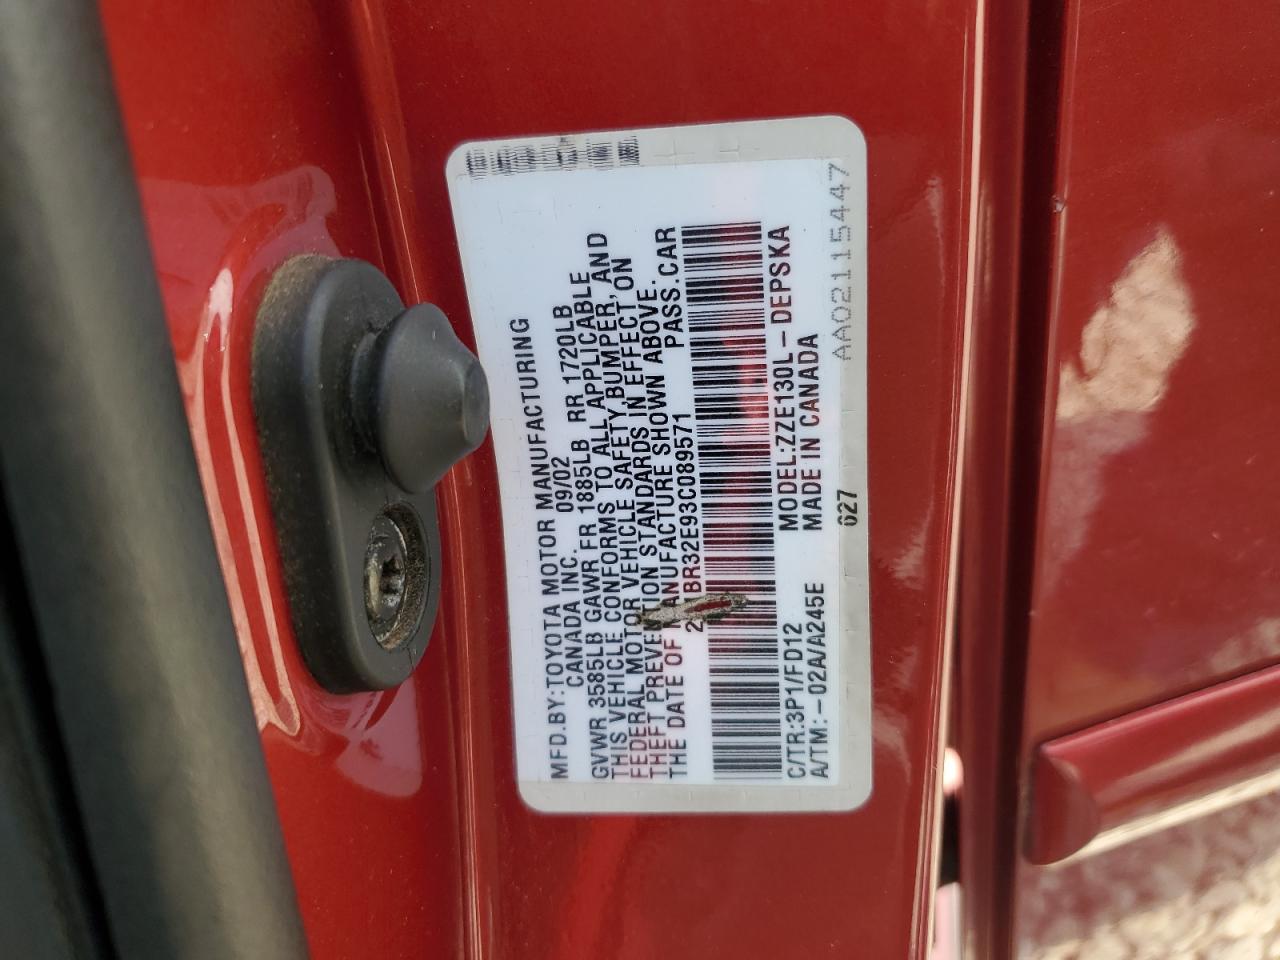 MFD.BY:TOYOTA MOTOR MANUFACTURING
CANADA INC. 09/02
GVWR 3585LB GAWR FR 1885LB RR 1720LB
THIS VEHICLE CONFORMS TO ALL APPLICABLE
FEDERAL MOTOR VEHICLE SAFETY,BUMPER, AND
THEFT PREVENTION STANDARDS IN EFFECT ON
THE DATE OF MANUFACTURE SHOWN ABOVE.
BR32E93C089571 PASS.CAR
C/TR:3P1/FD12 MODEL:ZZE130L-DEPSKA
A/TM:-02A/A245E MADE IN CANADA
627
AA02115447